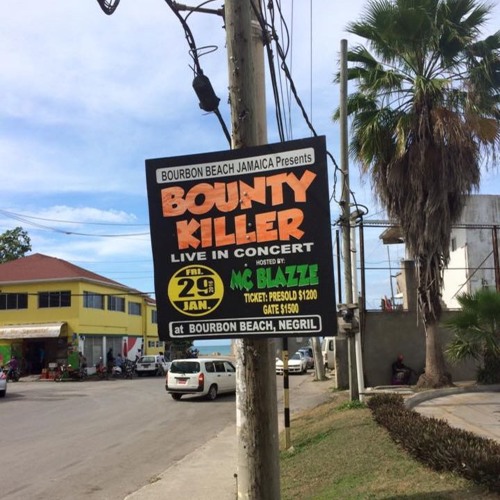 BOURBON BEACH JAMAICA Presents
BOUNTY
KILLER
LIVE IN CONCERT
HOSTED BY:
MC BLAZZE
FRI.
29
JAN.
TICKET: PRESOLD $1200
GATE $1500
at BOURBON BEACH, NEGRIL